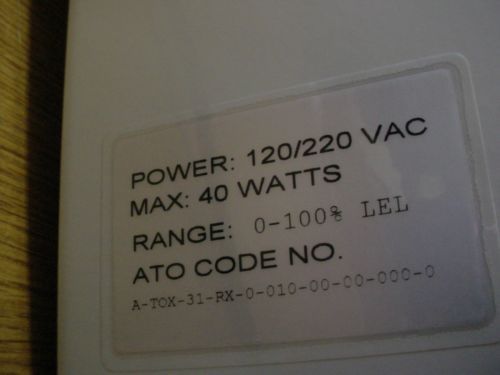 POWER: 120/220 VAC
MAX: 40 WATTS
RANGE: 0-100% LEL
ATO CODE NO.
A-TOX-31-RX-0-010-00-00-000-0